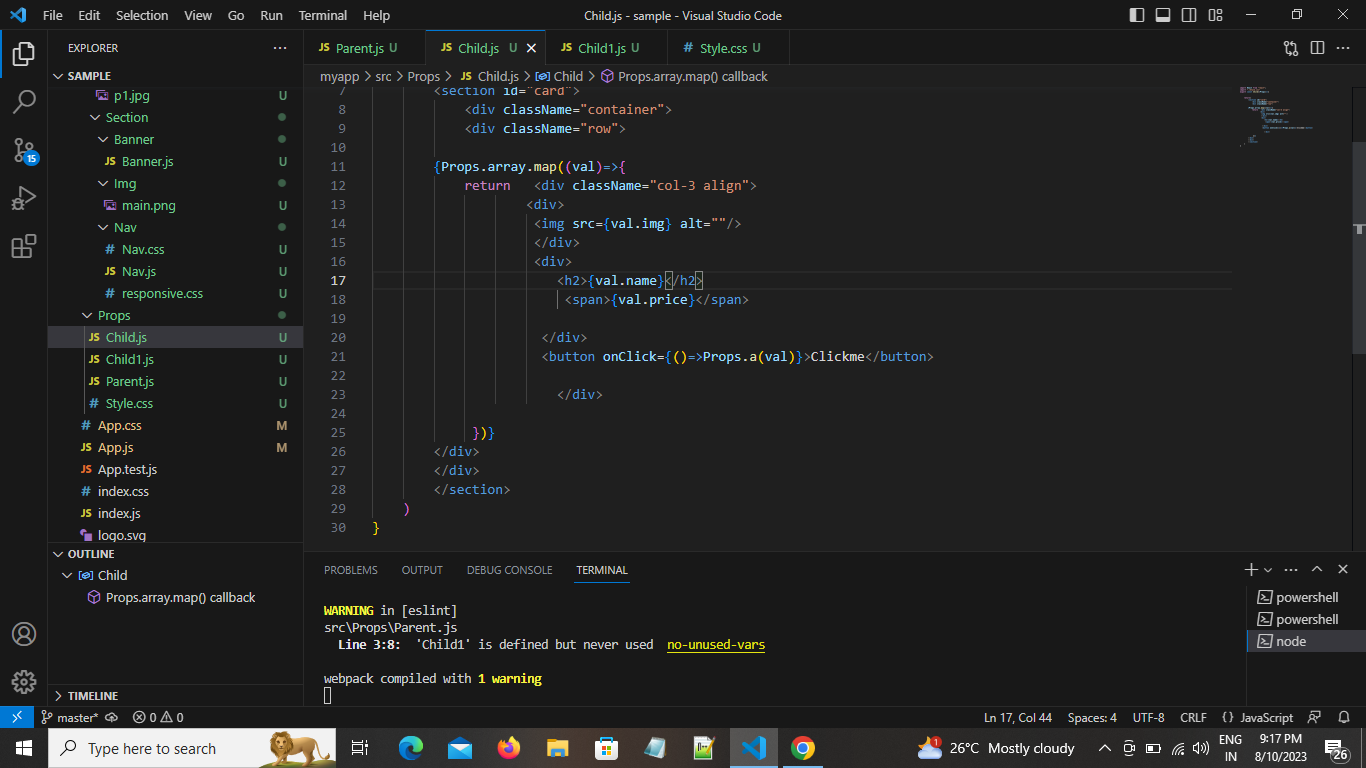 File Edit Selection View Go Run Terminal Help Child.js - sample - Visual Studio Code
EXPLORER
SAMPLE
p1.jpg U
Section
Banner
JS Banner.js U
Img
main.png U
Nav
# Nav.css U
JS Nav.js U
# responsive.css U
Props
JS Child.js U
JS Child1.js U
JS Parent.js U
# Style.css U
# App.css M
JS App.js M
JS App.test.js
# index.css
JS index.js
logo.svg
OUTLINE
Child
Props.array.map() callback
TIMELINE
15
JS Parent.js U JS Child.js U JS Child1.js U # Style.css U
myapp > src > Props > JS Child.js > Child > Props.array.map() callback
7 <section id="card">
8 <div className="container">
9 <div className="row">
10
11 {Props.array.map((val)=>{
12 return <div className="col-3 align">
13 <div>
14 <img src={val.img} alt=""/>
15 </div>
16 <div>
17 <h2>{val.name}</h2>
18 <span>{val.price}</span>
19
20 </div>
21 <button onClick={()=>Props.a(val)}>Clickme</button>
22
23 </div>
24
25 })}
26 </div>
27 </div>
28 </section>
29 )
30 }
PROBLEMS OUTPUT DEBUG CONSOLE TERMINAL
WARNING in [eslint]
src\Props\Parent.js
Line 3:8: 'Child1' is defined but never used no-unused-vars
webpack compiled with 1 warning
powershell
powershell
node
master* 0 0 Ln 17, Col 44 Spaces: 4 UTF-8 CRLF {} JavaScript
Type here to search 1 26°C Mostly cloudy ENG IN 9:17 PM 8/10/2023 26